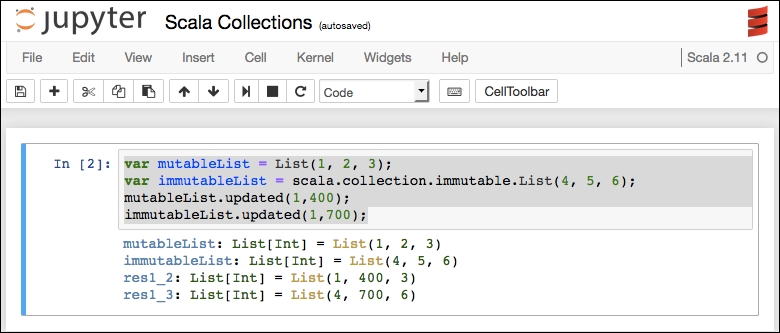 jupyter Scala Collections (autosaved)
File Edit View Insert Cell Kernel Widgets Help Scala 2.11
Code CellToolbar
In [2]: var mutableList = List(1, 2, 3);
var immutableList = scala.collection.immutable.List(4, 5, 6);
mutableList.updated(1,400);
immutableList.updated(1,700);
mutableList: List[Int] = List(1, 2, 3)
immutableList: List[Int] = List(4, 5, 6)
res1_2: List[Int] = List(1, 400, 3)
res1_3: List[Int] = List(4, 700, 6)